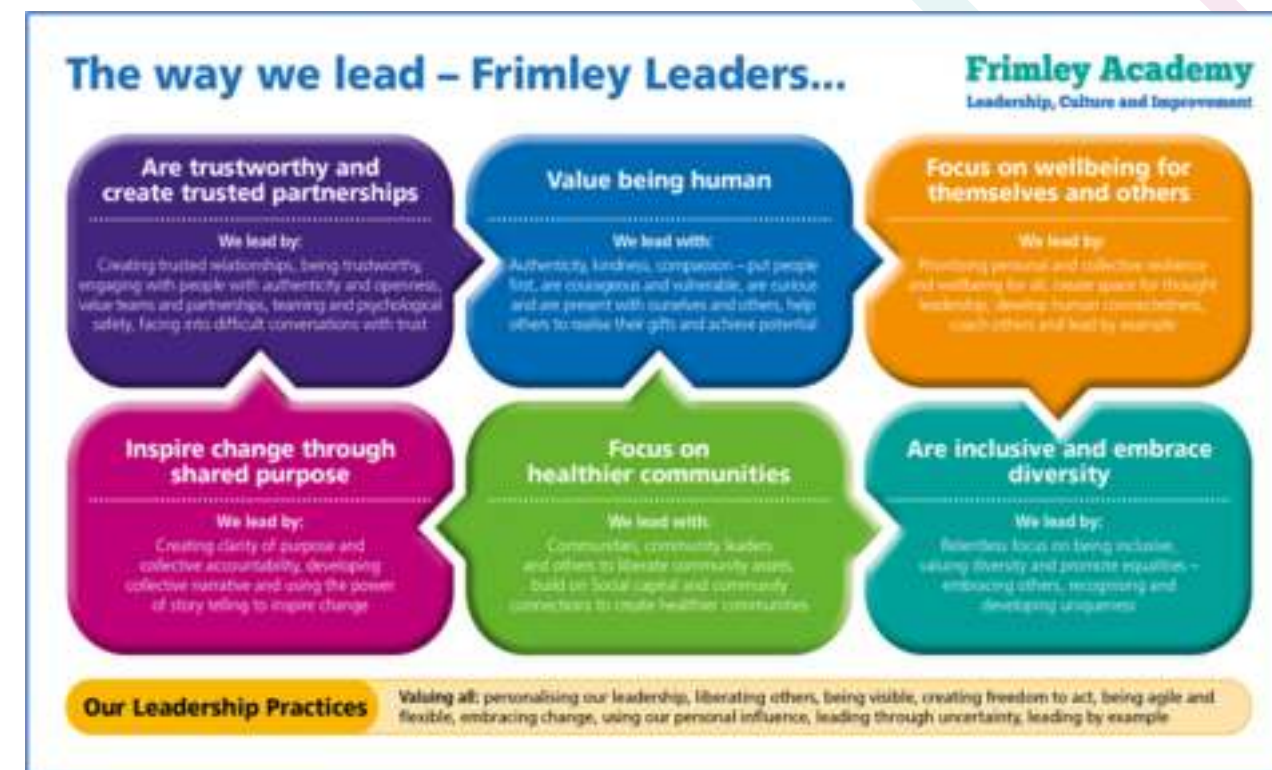 The way we lead – Frimley Leaders...
Frimley Academy
Leadership, Culture and Improvement
Are trustworthy and
create trusted partnerships
We lead by:
Creating trusted relationships, being trustworthy,
engaging with people with authenticity and openness,
value teams and partnerships, learning and psychological
safety, facing into difficult conversations with trust
Value being human
We lead with:
Authenticity, kindness, compassion – put people
first, are courageous and vulnerable, are curious
and are present with ourselves and others, help
others to realise their gifts and achieve potential
Focus on wellbeing for
themselves and others
We lead by:
Prioritising personal and collective resilience
and wellbeing for all, create space for thought
leadership, develop human connectedness,
coach others and lead by example
Inspire change through
shared purpose
We lead by:
Creating clarity of purpose and
collective accountability, developing
collective narrative and using the power
of story telling to inspire change
Focus on
healthier communities
We lead with:
Communities, community leaders
and others to liberate community assets,
build on Social capital and community
connections to create healthier communities
Are inclusive and embrace
diversity
We lead by:
Relentless focus on being inclusive,
valuing diversity and promote equalities –
embracing others, recognising and
developing uniqueness
Our Leadership Practices
Valuing all: personalising our leadership, liberating others, being visible, creating freedom to act, being agile and
flexible, embracing change, using our personal influence, leading through uncertainty, leading by example